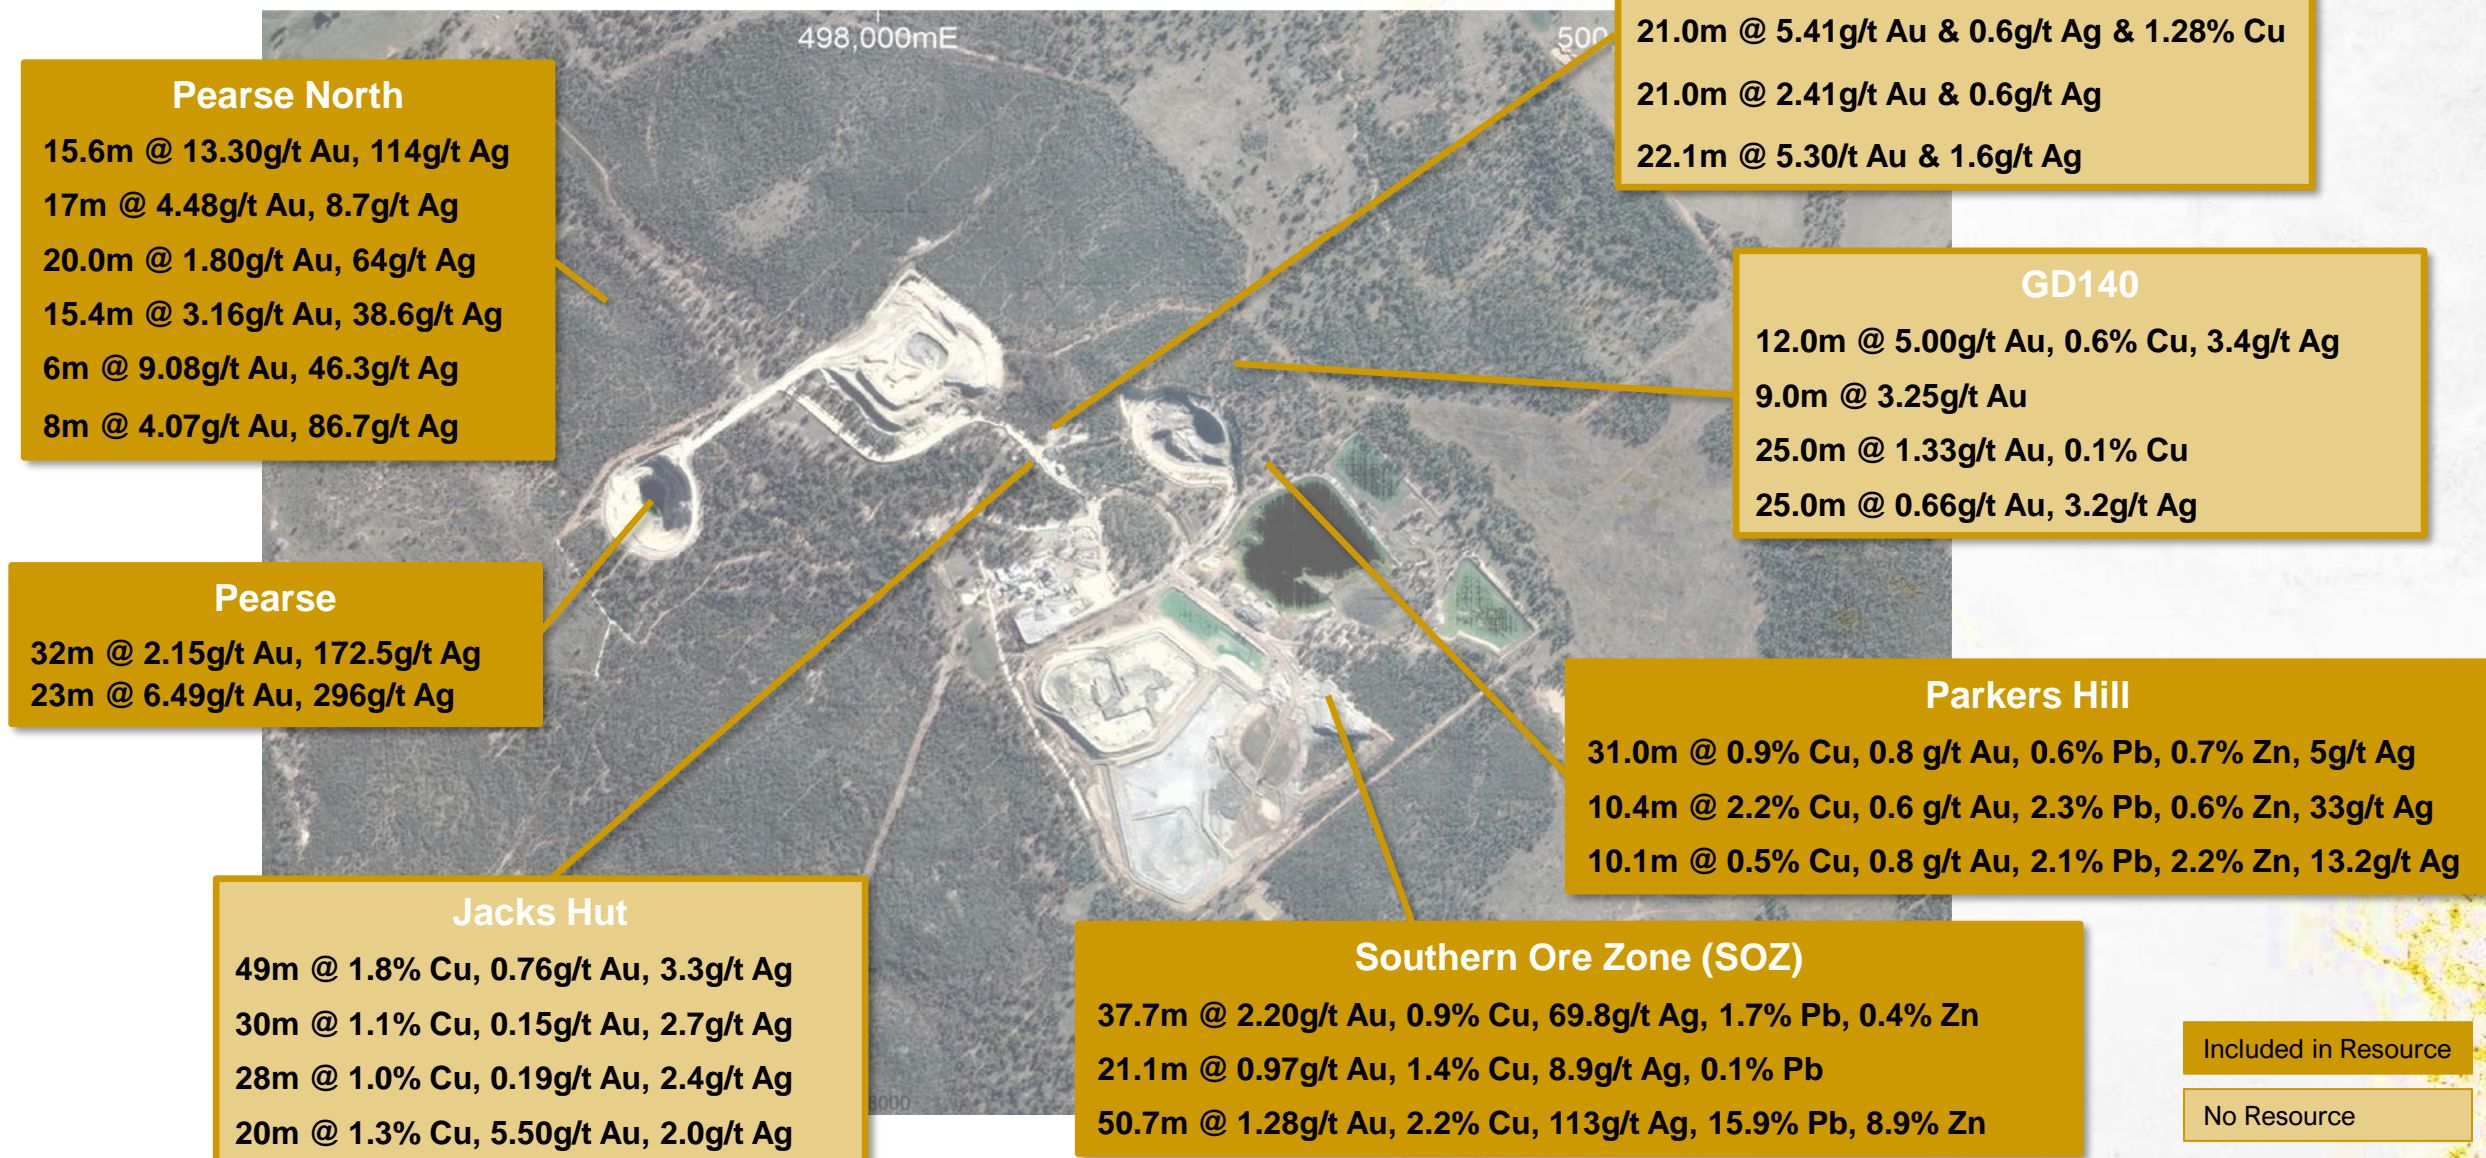 498,000mE
500
21.0m @ 5.41g/t Au & 0.6g/t Ag & 1.28% Cu
21.0m @ 2.41g/t Au & 0.6g/t Ag
22.1m @ 5.30/t Au & 1.6g/t Ag
Pearse North
15.6m @ 13.30g/t Au, 114g/t Ag
17m @ 4.48g/t Au, 8.7g/t Ag
20.0m @ 1.80g/t Au, 64g/t Ag
15.4m @ 3.16g/t Au, 38.6g/t Ag
6m @ 9.08g/t Au, 46.3g/t Ag
8m @ 4.07g/t Au, 86.7g/t Ag
GD140
12.0m @ 5.00g/t Au, 0.6% Cu, 3.4g/t Ag
9.0m @ 3.25g/t Au
25.0m @ 1.33g/t Au, 0.1% Cu
25.0m @ 0.66g/t Au, 3.2g/t Ag
Pearse
32m @ 2.15g/t Au, 172.5g/t Ag
23m @ 6.49g/t Au, 296g/t Ag
Parkers Hill
31.0m @ 0.9% Cu, 0.8 g/t Au, 0.6% Pb, 0.7% Zn, 5g/t Ag
10.4m @ 2.2% Cu, 0.6 g/t Au, 2.3% Pb, 0.6% Zn, 33g/t Ag
10.1m @ 0.5% Cu, 0.8 g/t Au, 2.1% Pb, 2.2% Zn, 13.2g/t Ag
Jacks Hut
49m @ 1.8% Cu, 0.76g/t Au, 3.3g/t Ag
30m @ 1.1% Cu, 0.15g/t Au, 2.7g/t Ag
28m @ 1.0% Cu, 0.19g/t Au, 2.4g/t Ag
20m @ 1.3% Cu, 5.50g/t Au, 2.0g/t Ag
8000
Southern Ore Zone (SOZ)
37.7m @ 2.20g/t Au, 0.9% Cu, 69.8g/t Ag, 1.7% Pb, 0.4% Zn
21.1m @ 0.97g/t Au, 1.4% Cu, 8.9g/t Ag, 0.1% Pb
50.7m @ 1.28g/t Au, 2.2% Cu, 113g/t Ag, 15.9% Pb, 8.9% Zn
Included in Resource
No Resource